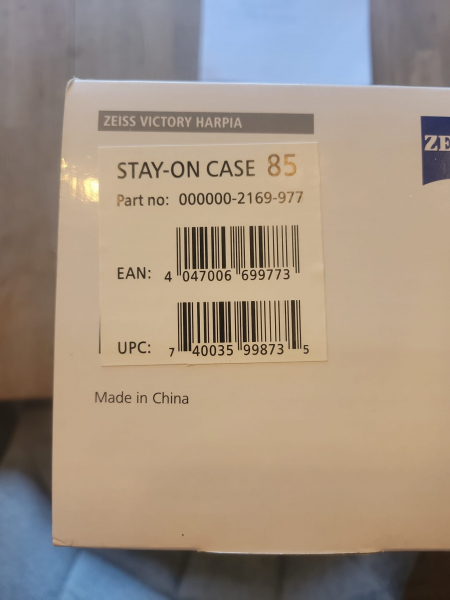 ZEISS VICTORY HARPIA
ZE
STAY-ON CASE 85
Part no: 000000-2169-977
EAN: 4 047006 699773
UPC: 7 40035 99873 5
Made in China